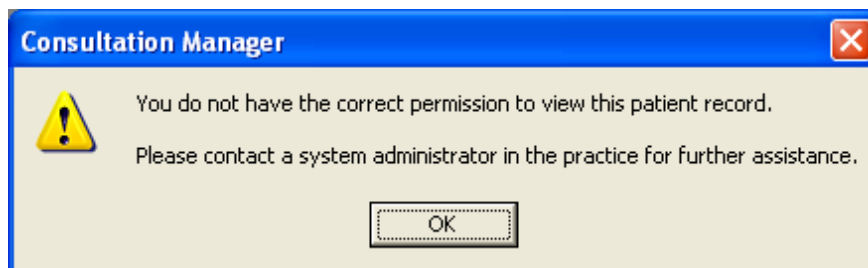 Consultation Manager
You do not have the correct permission to view this patient record.
Please contact a system administrator in the practice for further assistance.
OK